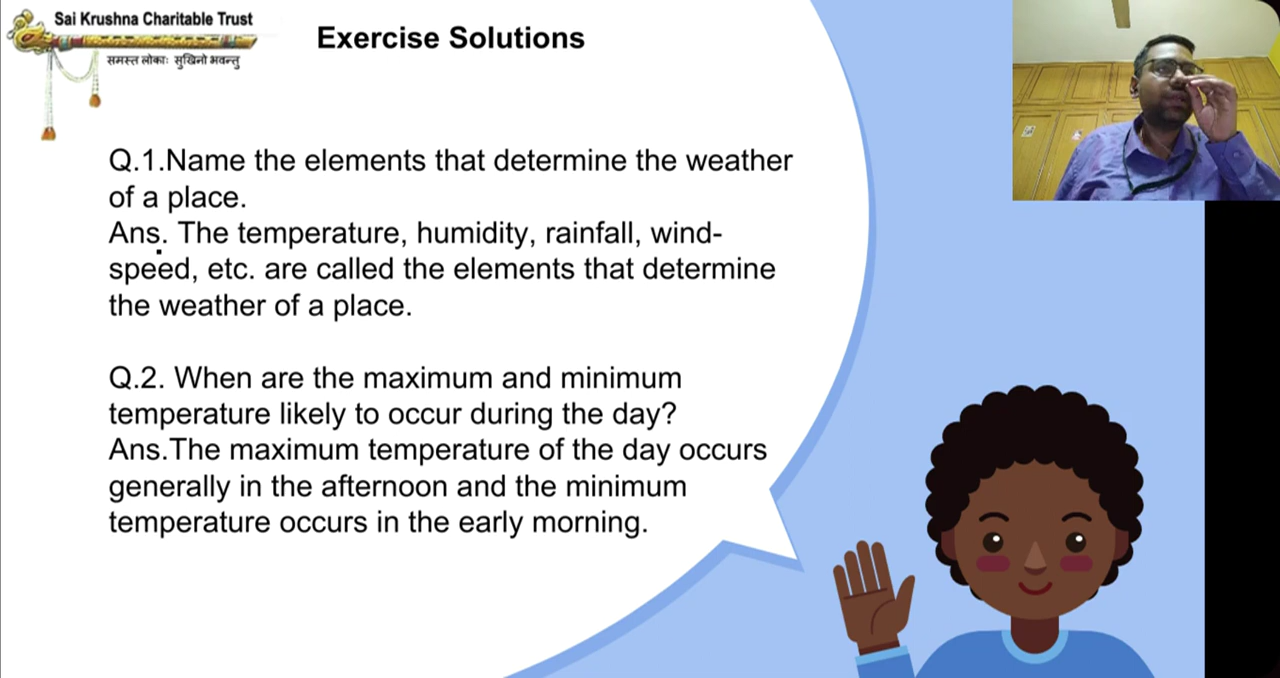 Sai Krushna Charitable Trust
समस्त लोकाः सुखिनो भवन्तु
Exercise Solutions
Q.1.Name the elements that determine the weather
of a place.
Ans. The temperature, humidity, rainfall, wind-
speed, etc. are called the elements that determine
the weather of a place.
Q.2. When are the maximum and minimum
temperature likely to occur during the day?
Ans.The maximum temperature of the day occurs
generally in the afternoon and the minimum
temperature occurs in the early morning.